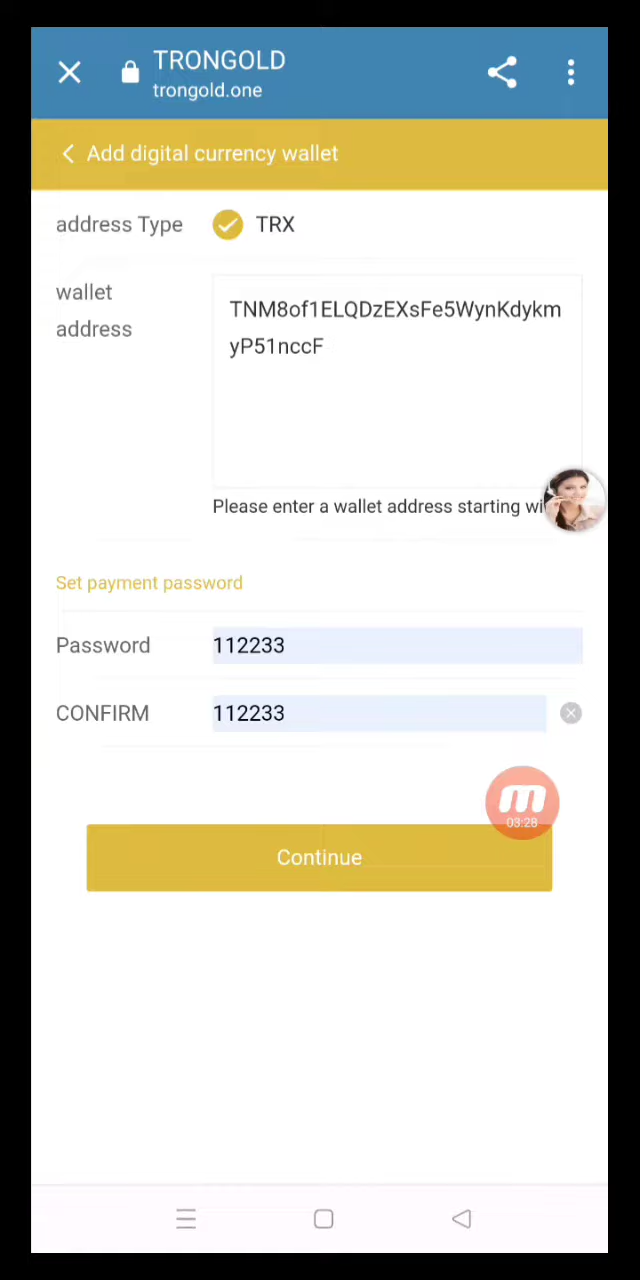 TRONGOLD
trongold.one
Add digital currency wallet
address Type TRX
wallet
address
TNM8of1ELQDzEXsFe5WynKdykm
yP51nccF
Please enter a wallet address starting wi
Set payment password
Password 112233
CONFIRM 112233
m
03:28
Continue